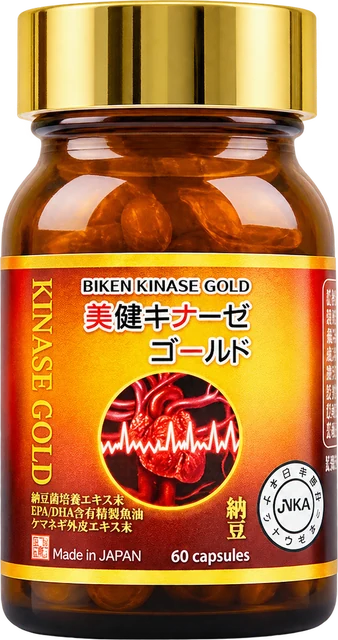 BIKEN KINASE GOLD
美健キナーゼ
ゴールド
KINASE GOLD
納豆菌培養エキス末
EPA/DHA含有精製魚油
ケマネギ外皮エキス末
納豆
JNKA
Made in JAPAN
60 capsules